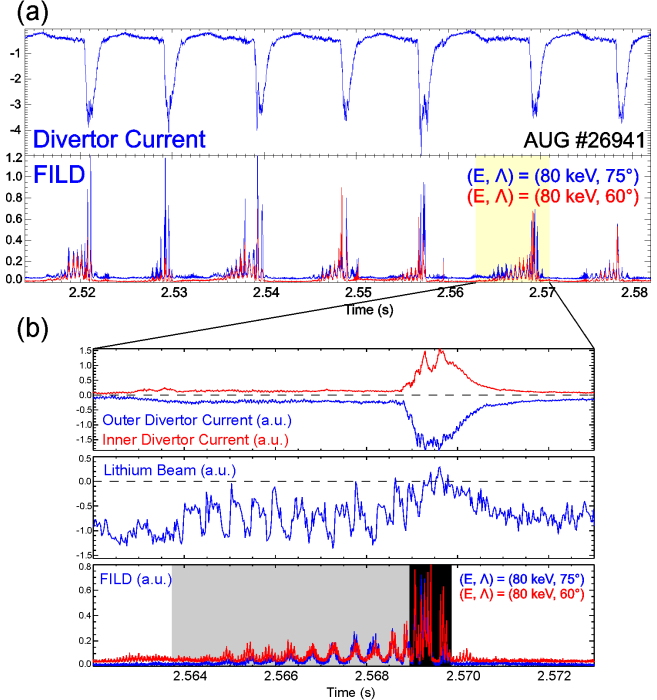 (a)
-1
-2
-3
-4
Divertor Current
AUG #26941
1.2
1.0
0.8
0.6
0.4
0.2
0.0
FILD
(E, Λ) = (80 keV, 75°)
(E, Λ) = (80 keV, 60°)
2.52 2.53 2.54 2.55 2.56 2.57 2.58
Time (s)
(b)
1.5
1.0
0.5
0.0
-0.5
-1.0
-1.5
Outer Divertor Current (a.u.)
Inner Divertor Current (a.u.)
0.5
0.0
-0.5
-1.0
-1.5
Lithium Beam (a.u.)
0.8
0.6
0.4
0.2
0.0
FILD (a.u.)
(E, Λ) = (80 keV, 75°)
(E, Λ) = (80 keV, 60°)
2.564 2.566 2.568 2.570 2.572
Time (s)